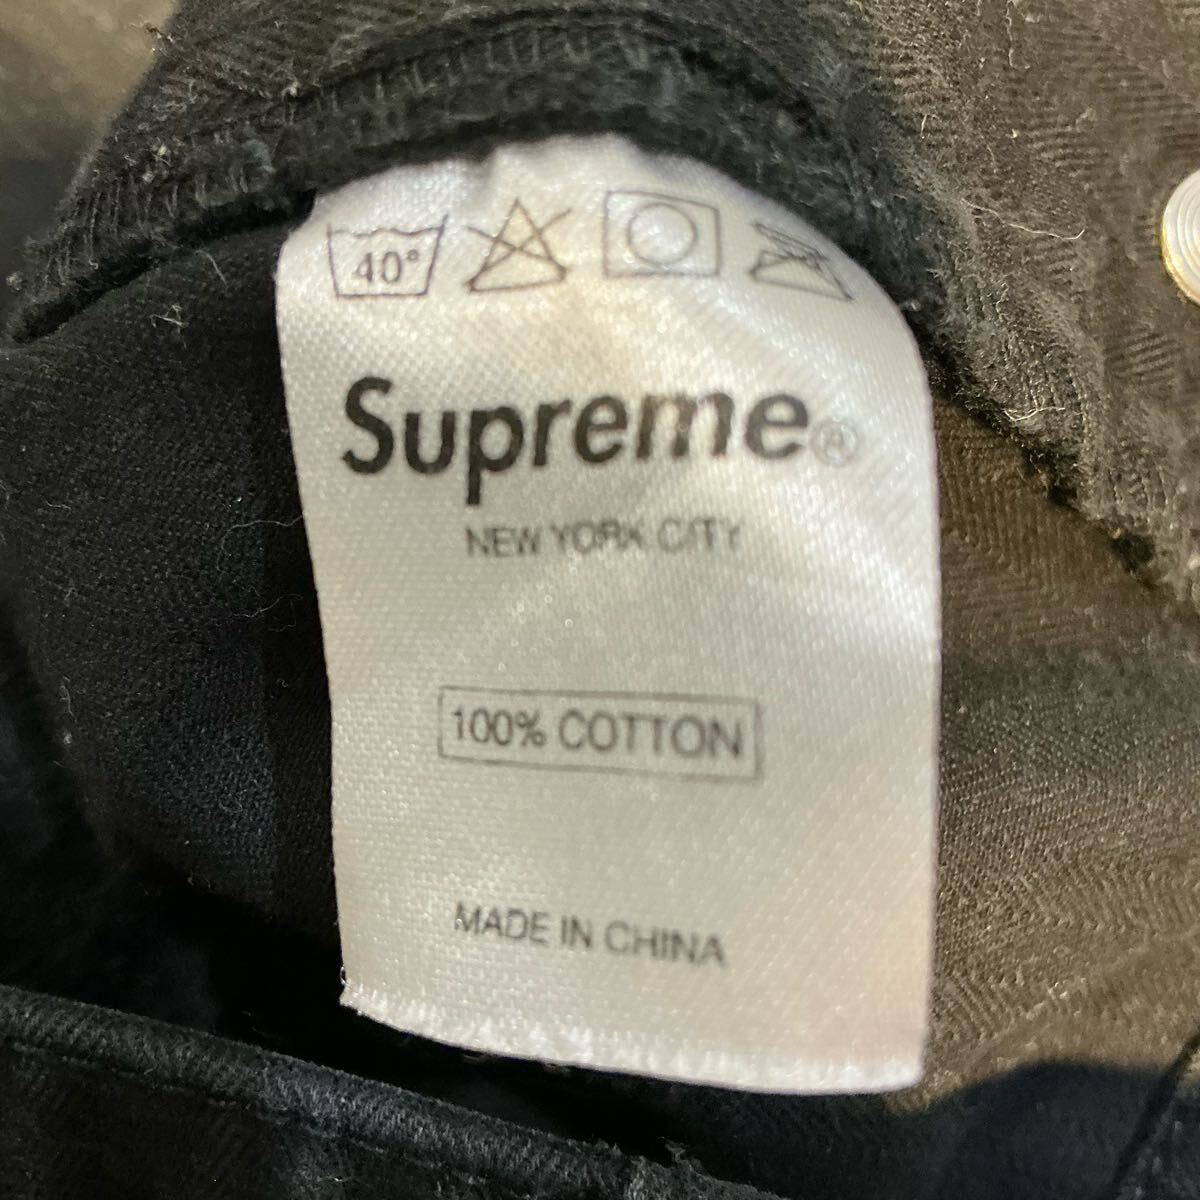 40°
Supreme®
NEW YORK CITY
100% COTTON
MADE IN CHINA